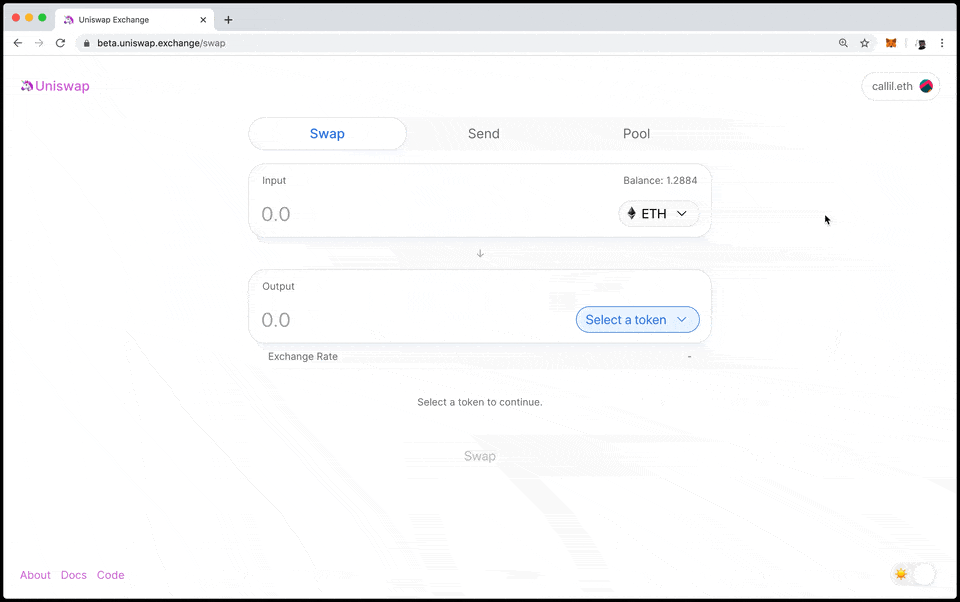 Uniswap Exchange
beta.uniswap.exchange/swap
Uniswap
callil.eth
Swap
Send
Pool
Input
Balance: 1.2884
0.0
ETH
Output
0.0
Select a token
Exchange Rate
-
Select a token to continue.
Swap
About
Docs
Code